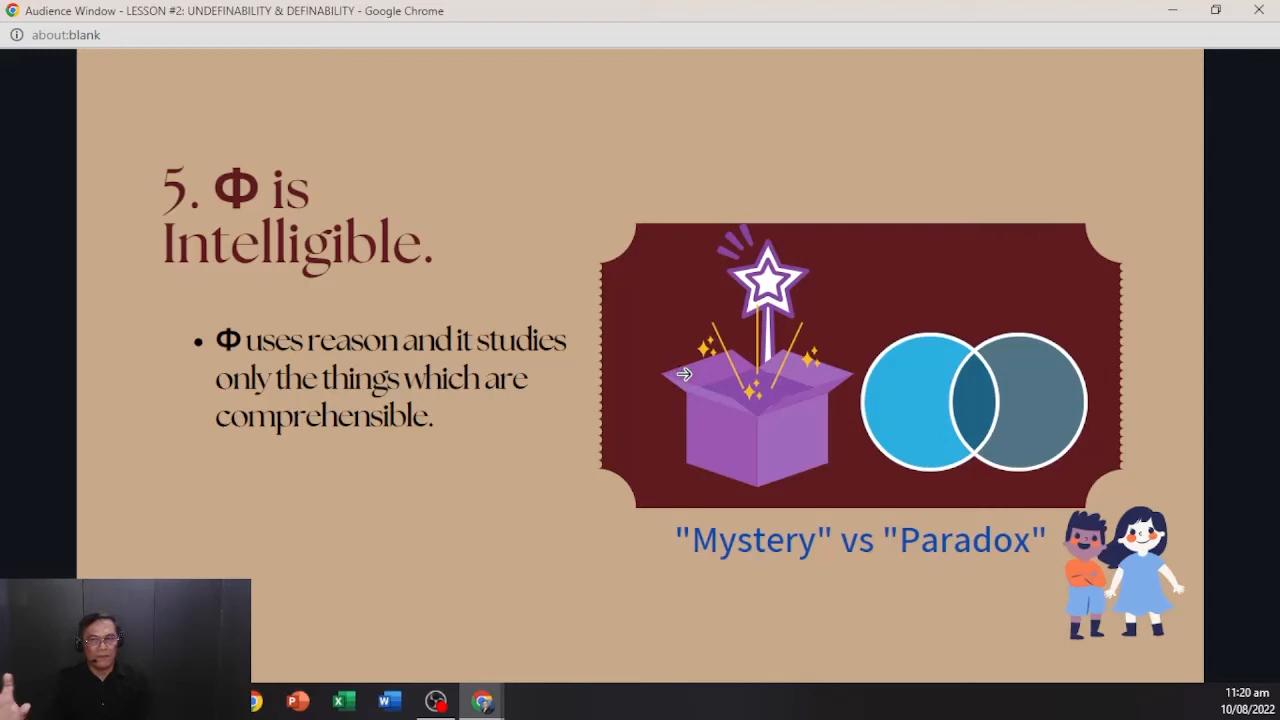 Audience Window - LESSON #2: UNDEFINABILITY & DEFINABILITY - Google Chrome
about:blank
5. Φ is
Intelligible.
• Φ uses reason and it studies
only the things which are
comprehensible.
"Mystery" vs "Paradox"
11:20 am
10/08/2022